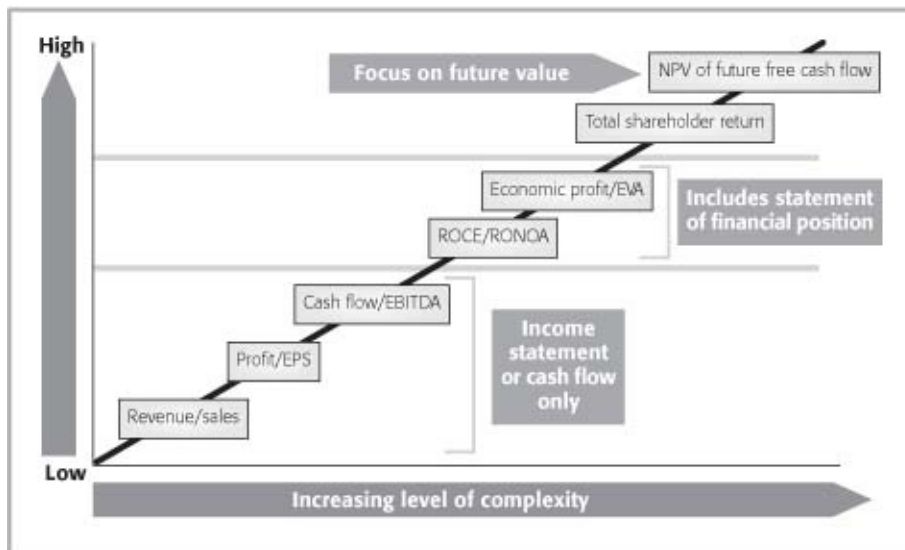 High
Focus on future value
NPV of future free cash flow
Total shareholder return
Economic profit/EVA
Includes statement
of financial position
ROCE/RONOA
Cash flow/EBITDA
Income
statement
or cash flow
only
Profit/EPS
Revenue/sales
Low
Increasing level of complexity